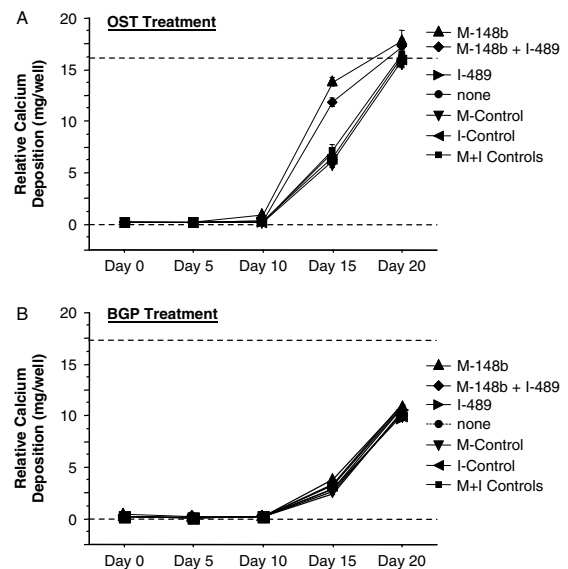 A
OST Treatment
Relative Calcium
Deposition (mg/well)
20
15
10
5
0
Day 0 Day 5 Day 10 Day 15 Day 20
M-148b
M-148b + I-489
I-489
none
M-Control
I-Control
M+I Controls
B
BGP Treatment
Relative Calcium
Deposition (mg/well)
20
15
10
5
0
Day 0 Day 5 Day 10 Day 15 Day 20
M-148b
M-148b + I-489
I-489
none
M-Control
I-Control
M+I Controls